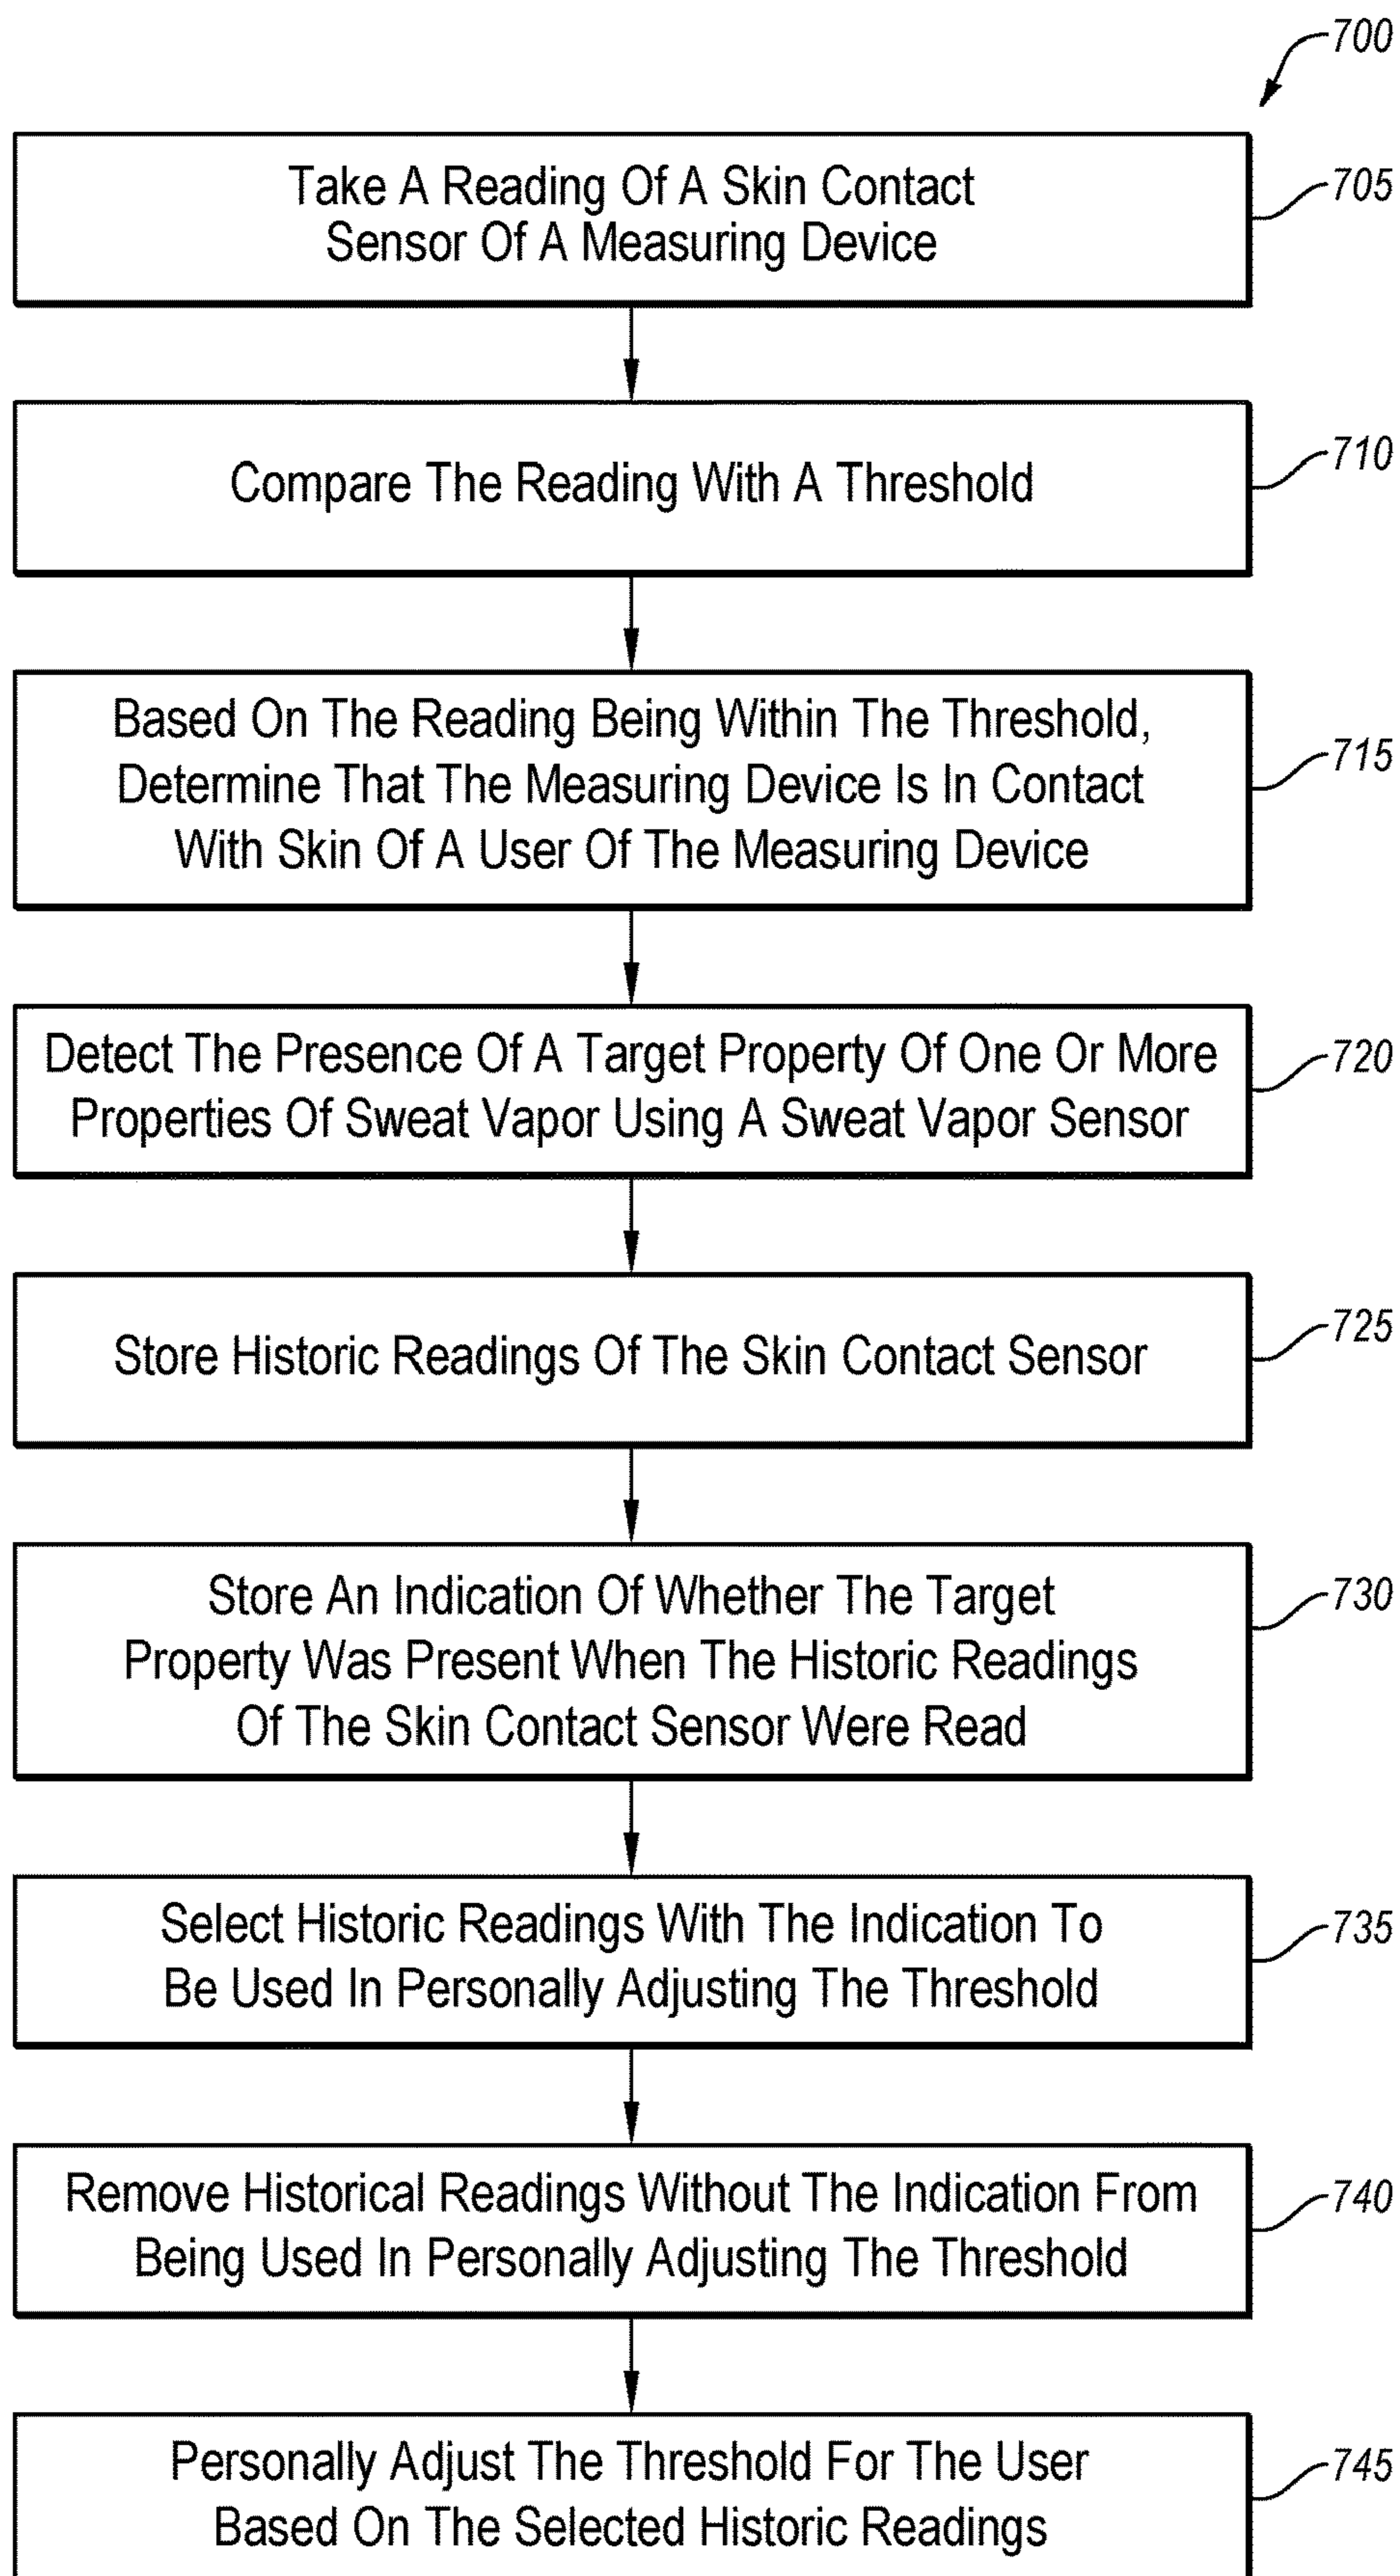 700
Take A Reading Of A Skin Contact
Sensor Of A Measuring Device
705
Compare The Reading With A Threshold
710
Based On The Reading Being Within The Threshold,
Determine That The Measuring Device Is In Contact
With Skin Of A User Of The Measuring Device
715
Detect The Presence Of A Target Property Of One Or More
Properties Of Sweat Vapor Using A Sweat Vapor Sensor
720
Store Historic Readings Of The Skin Contact Sensor
725
Store An Indication Of Whether The Target
Property Was Present When The Historic Readings
Of The Skin Contact Sensor Were Read
730
Select Historic Readings With The Indication To
Be Used In Personally Adjusting The Threshold
735
Remove Historical Readings Without The Indication From
Being Used In Personally Adjusting The Threshold
740
Personally Adjust The Threshold For The User
Based On The Selected Historic Readings
745